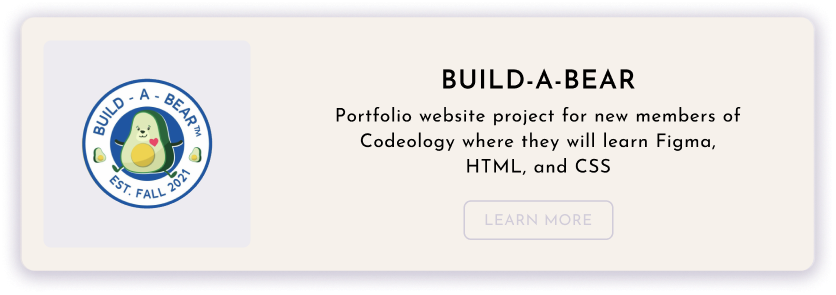 BUILD - A - BEAR™
EST. FALL 2021
BUILD-A-BEAR
Portfolio website project for new members of
Codeology where they will learn Figma,
HTML, and CSS
LEARN MORE